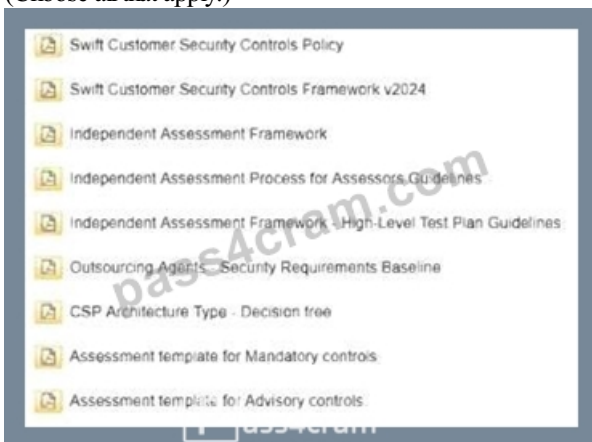 (Choose all that apply.)
Swift Customer Security Controls Policy
Swift Customer Security Controls Framework v2024
Independent Assessment Framework
Independent Assessment Process for Assessors Guidelines
Independent Assessment Framework - High-Level Test Plan Guidelines
Outsourcing Agents - Security Requirements Baseline
CSP Architecture Type - Decision tree
Assessment template for Mandatory controls
Assessment template for Advisory controls
pass4cram.com